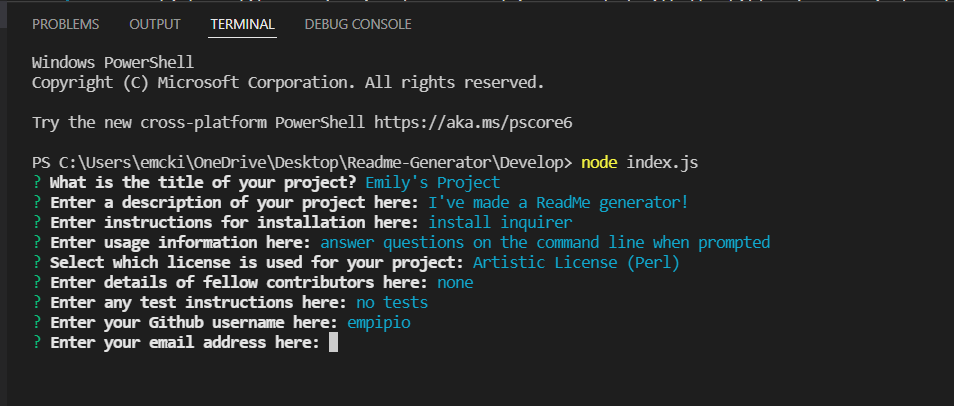 PROBLEMS OUTPUT TERMINAL DEBUG CONSOLE
Windows PowerShell
Copyright (C) Microsoft Corporation. All rights reserved.
Try the new cross-platform PowerShell https://aka.ms/pscore6
PS C:\Users\emcki\OneDrive\Desktop\Readme-Generator\Develop> node index.js
? What is the title of your project? Emily's Project
? Enter a description of your project here: I've made a ReadMe generator!
? Enter instructions for installation here: install inquirer
? Enter usage information here: answer questions on the command line when prompted
? Select which license is used for your project: Artistic License (Perl)
? Enter details of fellow contributors here: none
? Enter any test instructions here: no tests
? Enter your Github username here: empipio
? Enter your email address here: